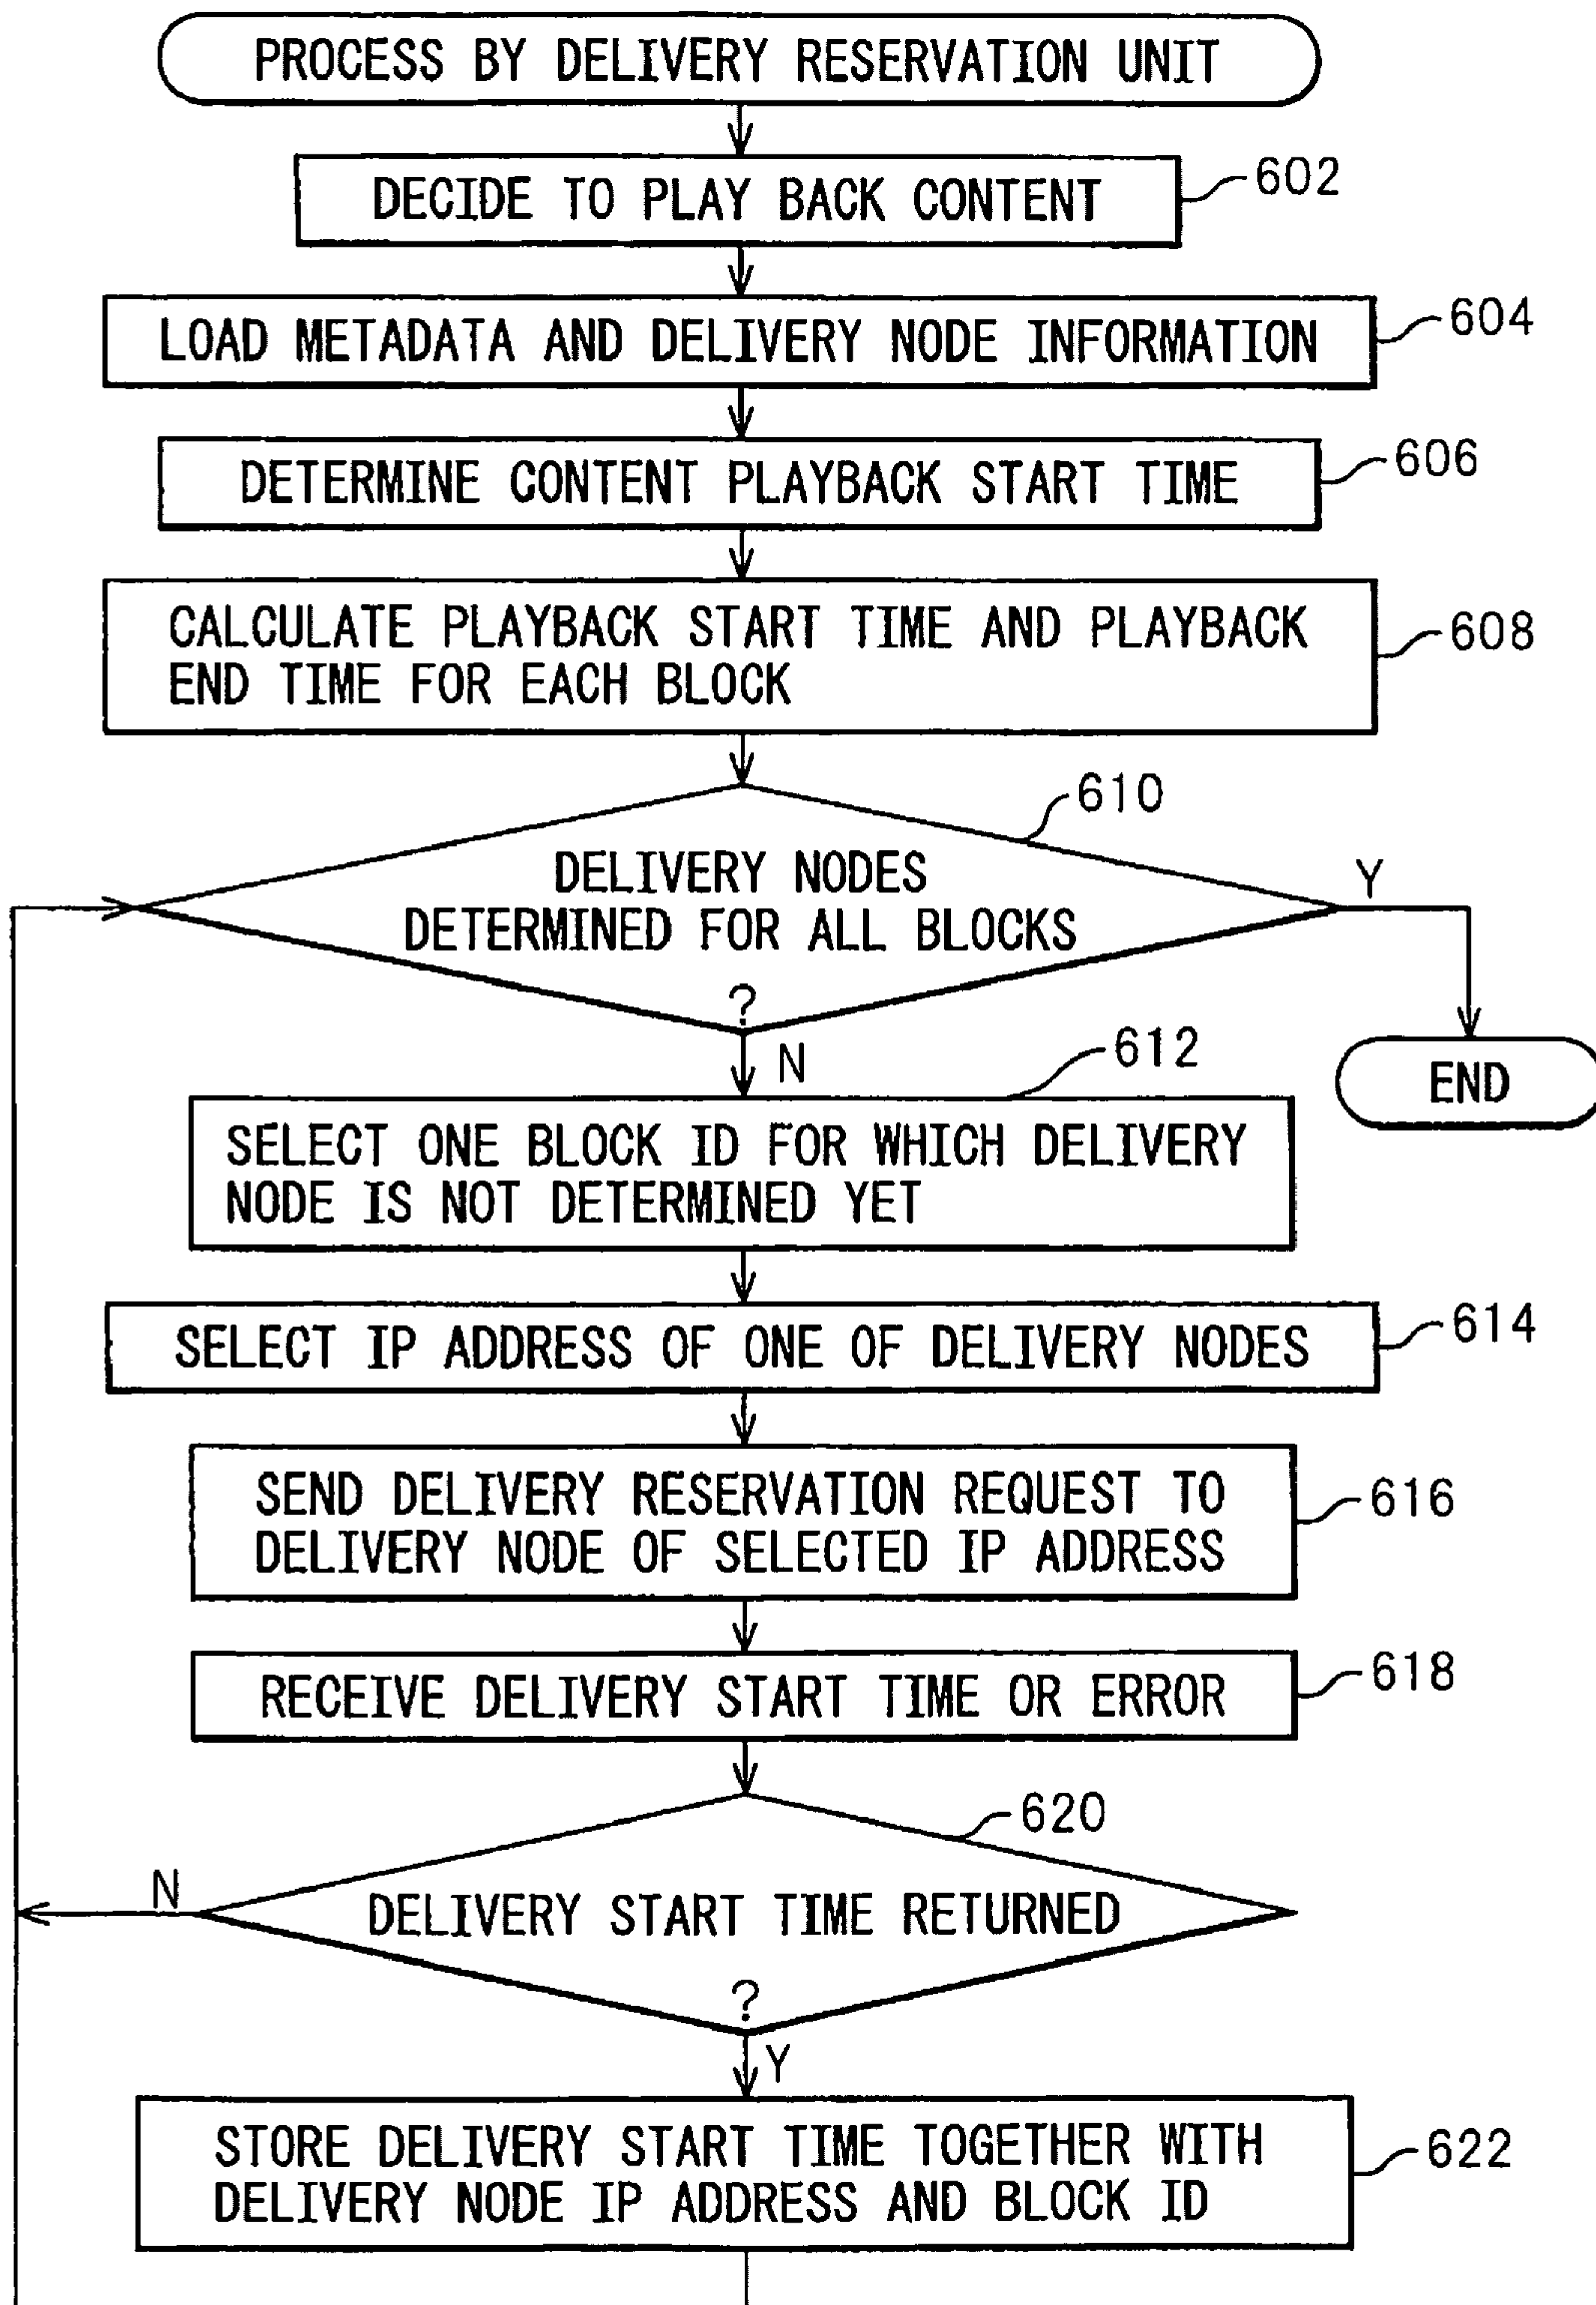 PROCESS BY DELIVERY RESERVATION UNIT
DECIDE TO PLAY BACK CONTENT
602
LOAD METADATA AND DELIVERY NODE INFORMATION
604
DETERMINE CONTENT PLAYBACK START TIME
606
CALCULATE PLAYBACK START TIME AND PLAYBACK
END TIME FOR EACH BLOCK
608
610
DELIVERY NODES
DETERMINED FOR ALL BLOCKS
?
Y
N
END
612
SELECT ONE BLOCK ID FOR WHICH DELIVERY
NODE IS NOT DETERMINED YET
SELECT IP ADDRESS OF ONE OF DELIVERY NODES
614
SEND DELIVERY RESERVATION REQUEST TO
DELIVERY NODE OF SELECTED IP ADDRESS
616
RECEIVE DELIVERY START TIME OR ERROR
618
620
N
DELIVERY START TIME RETURNED
?
Y
STORE DELIVERY START TIME TOGETHER WITH
DELIVERY NODE IP ADDRESS AND BLOCK ID
622